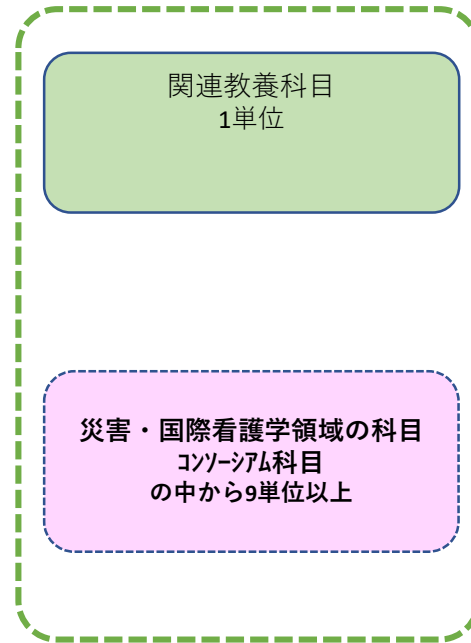 関連教養科目
1単位
災害・国際看護学領域の科目
ｺﾝｿｰｼｱﾑ科目
の中から9単位以上